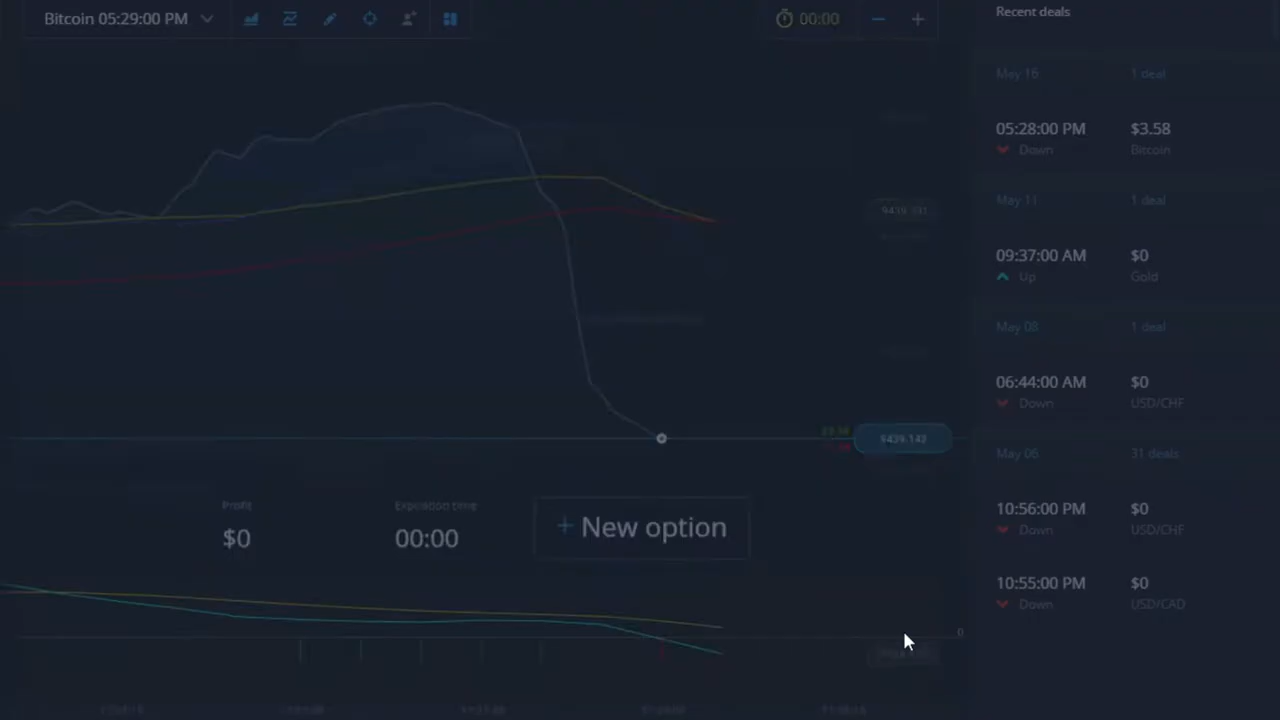 Bitcoin 05:29:00 PM
00:00
Recent deals
May 16 1 deal
05:28:00 PM $3.58
Down Bitcoin
May 11 1 deal
09:37:00 AM $0
Up Gold
May 08 1 deal
06:44:00 AM $0
Down USD/CHF
May 06 31 deals
10:56:00 PM $0
Down USD/CHF
10:55:00 PM $0
Down USD/CAD
9439.143
Profit Expiration time
$0 00:00
+ New option
0